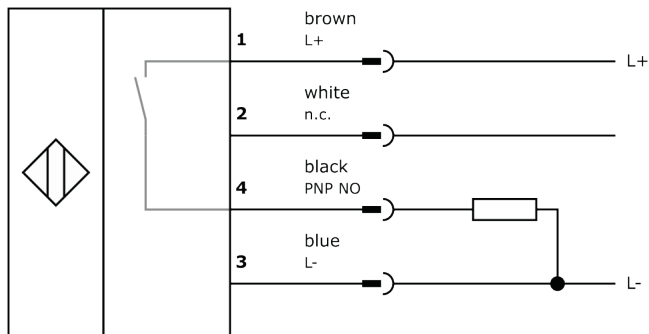 brown
1 L+ L+
white
2 n.c.
black
4 PNP NO
blue
3 L- L-